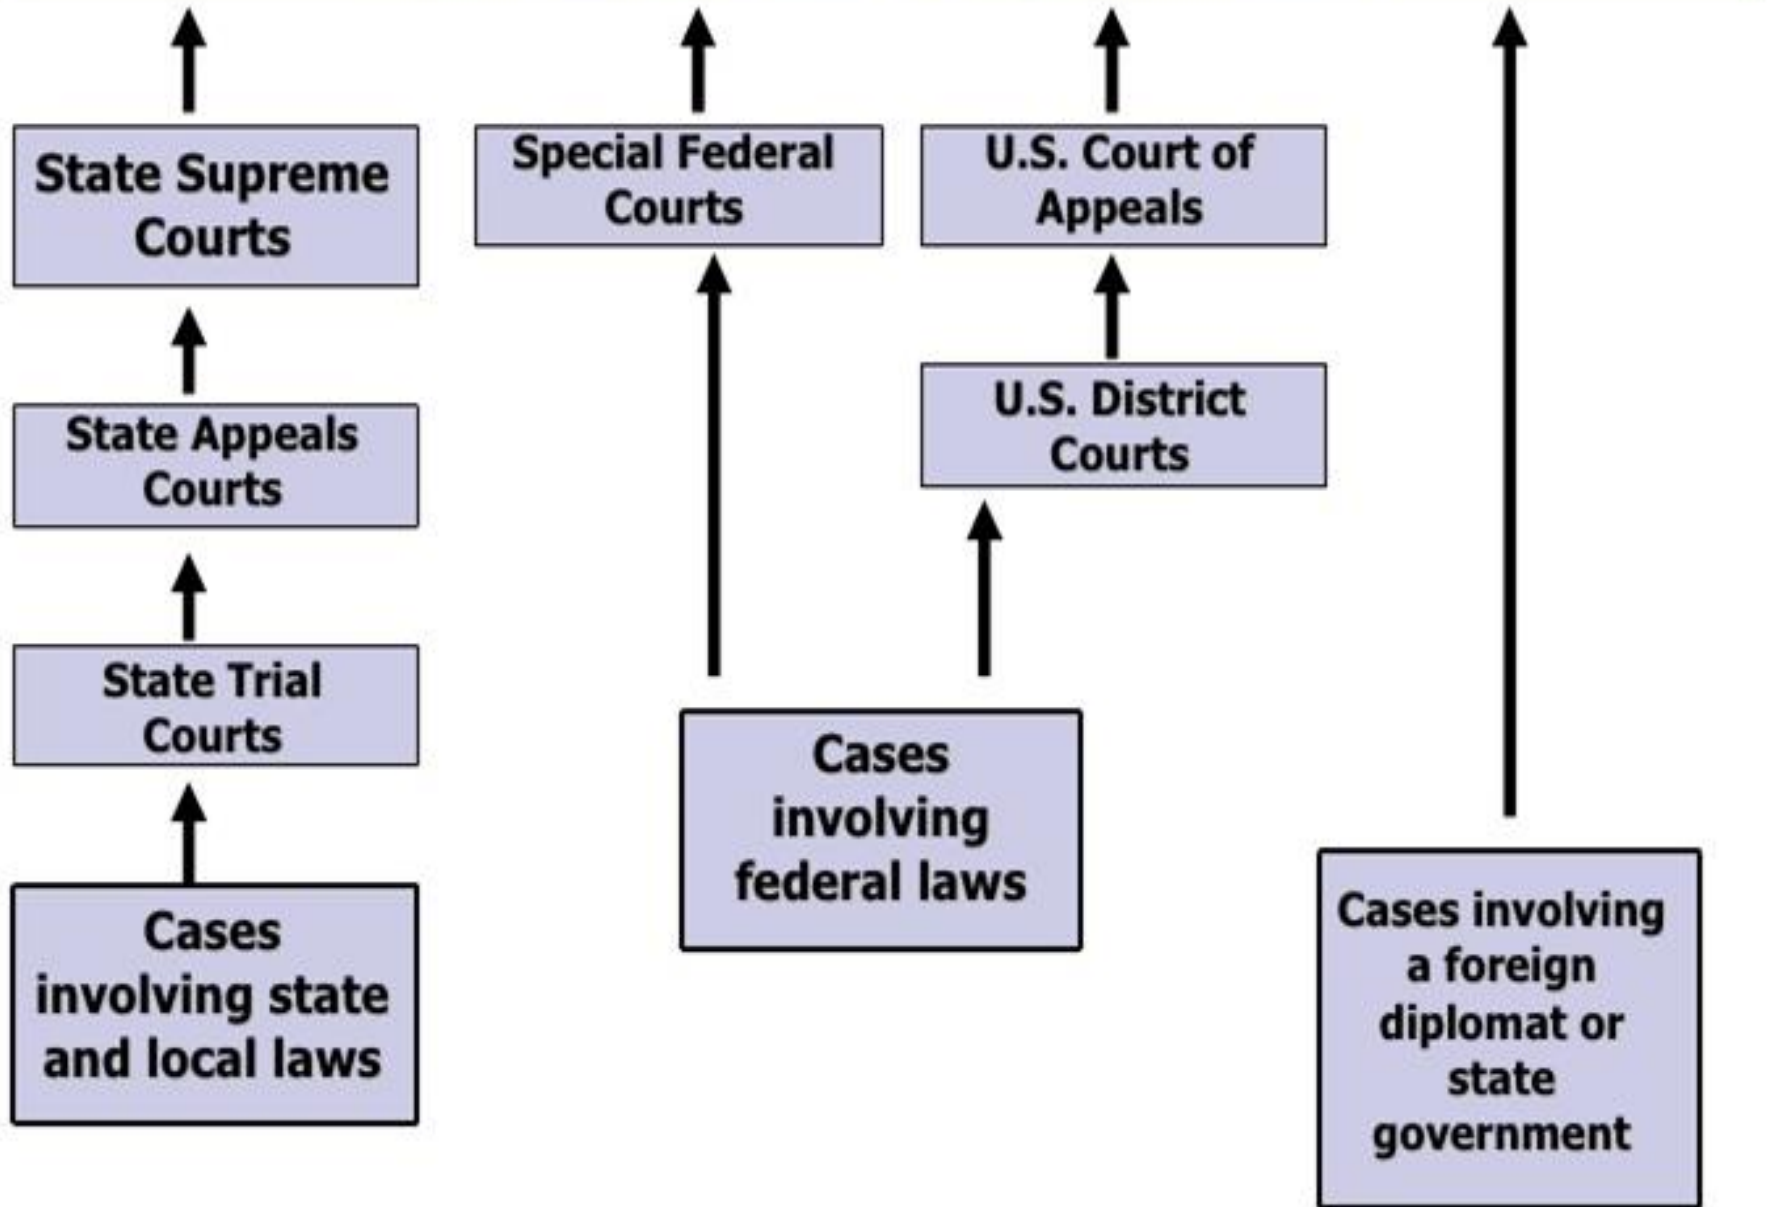 State Supreme
Courts
Special Federal
Courts
U.S. Court of
Appeals
U.S. District
Courts
State Appeals
Courts
State Trial
Courts
Cases
involving
federal laws
Cases
involving state
and local laws
Cases involving
a foreign
diplomat or
state
government